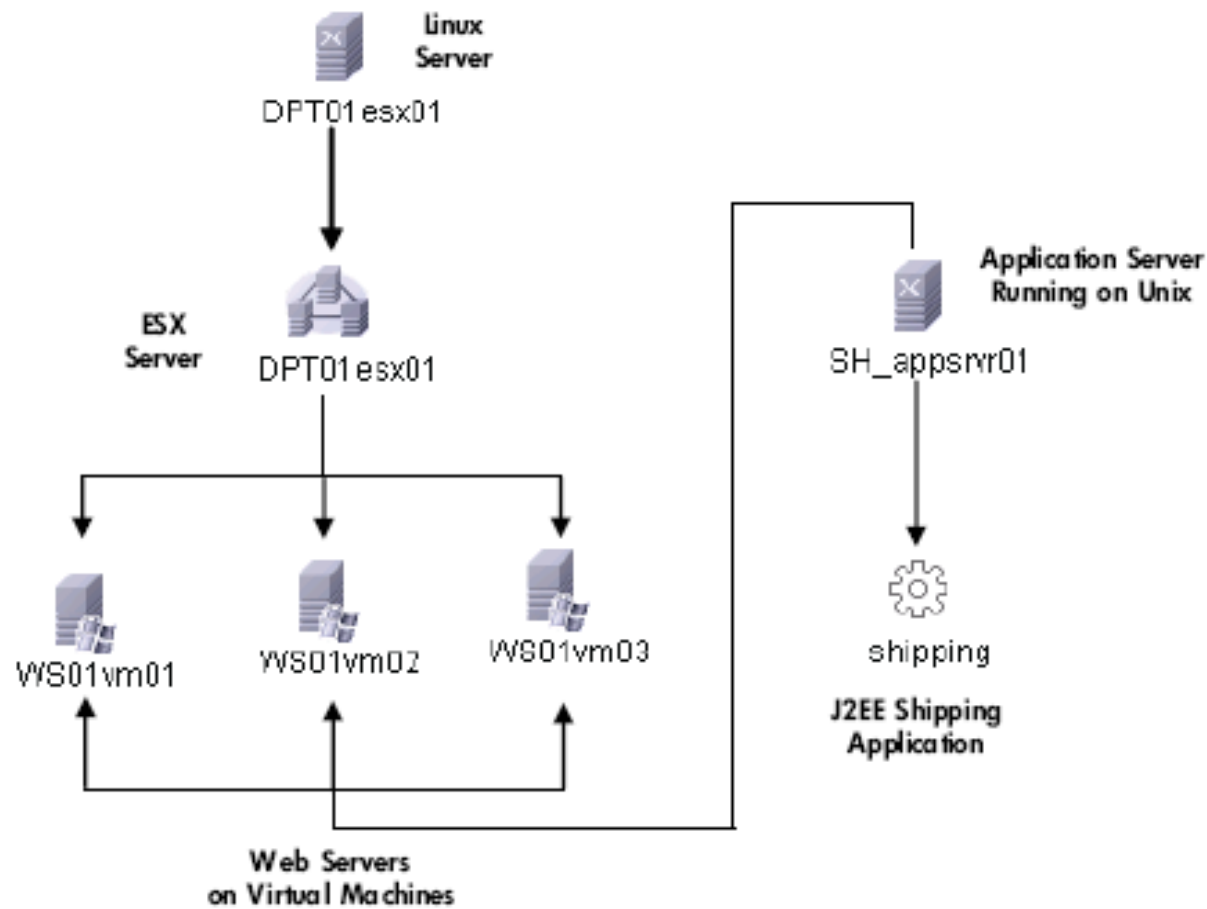 Linux
Server
DPT01esx01
ESX
Server
DPT01esx01
WS01vm01
WS01vm02
WS01vm03
Web Servers
on Virtual Machines
Application Server
Running on Unix
SH_appsrvr01
shipping
J2EE Shipping
Application